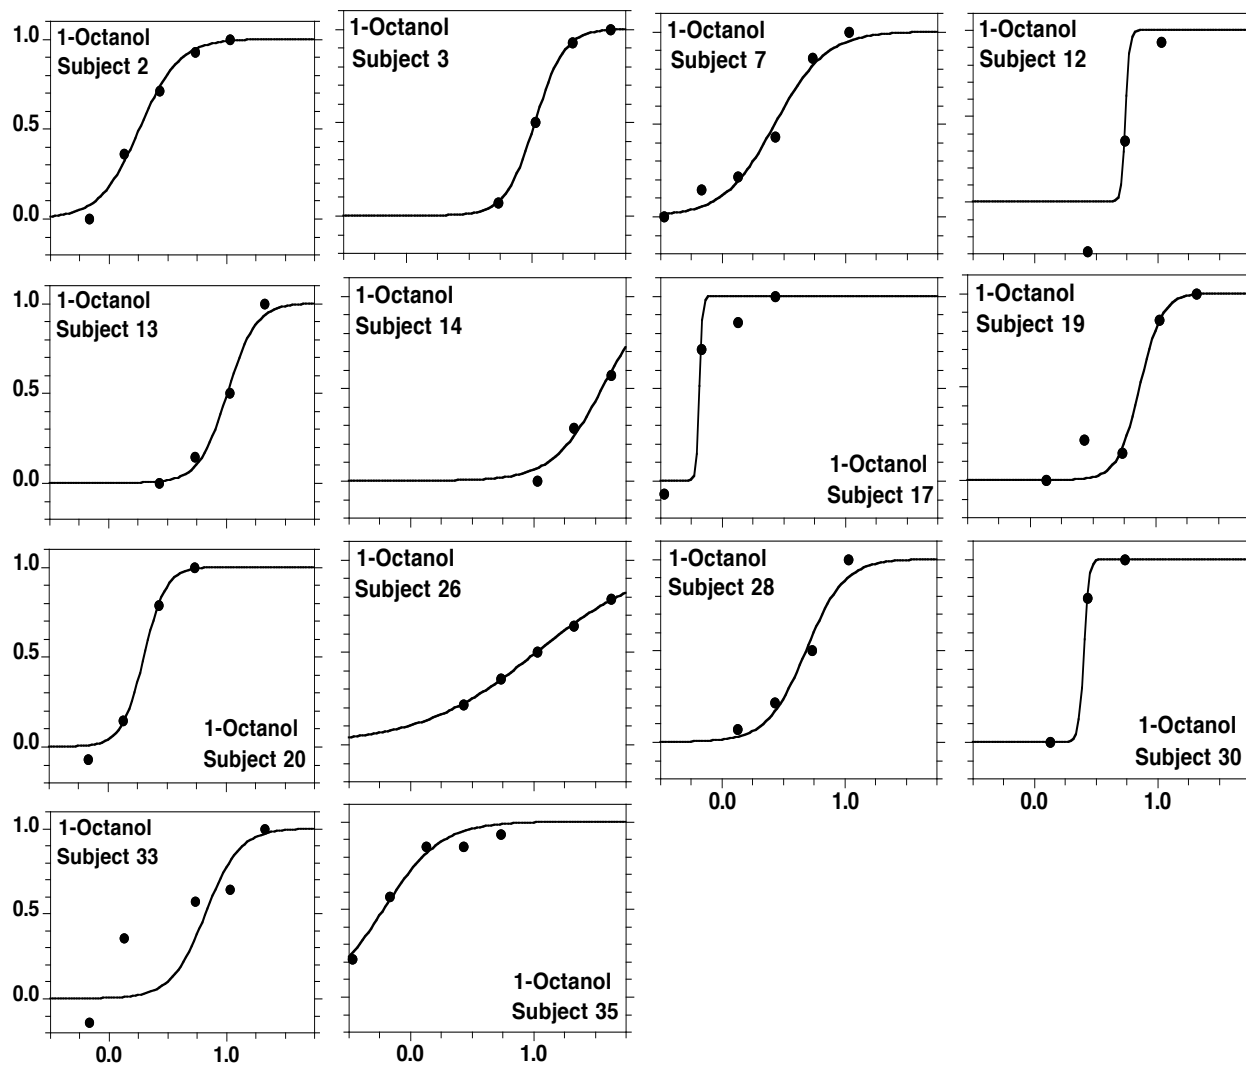 1-Octanol
Subject 2
1.0
0.5
0.0
1-Octanol
Subject 3
1-Octanol
Subject 7
1-Octanol
Subject 12
1-Octanol
Subject 13
1.0
0.5
0.0
1-Octanol
Subject 14
1-Octanol
Subject 17
1-Octanol
Subject 19
1.0
0.5
0.0
1-Octanol
Subject 20
1-Octanol
Subject 26
1-Octanol
Subject 28
0.0 1.0
1-Octanol
Subject 30
0.0 1.0
1-Octanol
Subject 33
1.0
0.5
0.0
0.0 1.0
1-Octanol
Subject 35
0.0 1.0